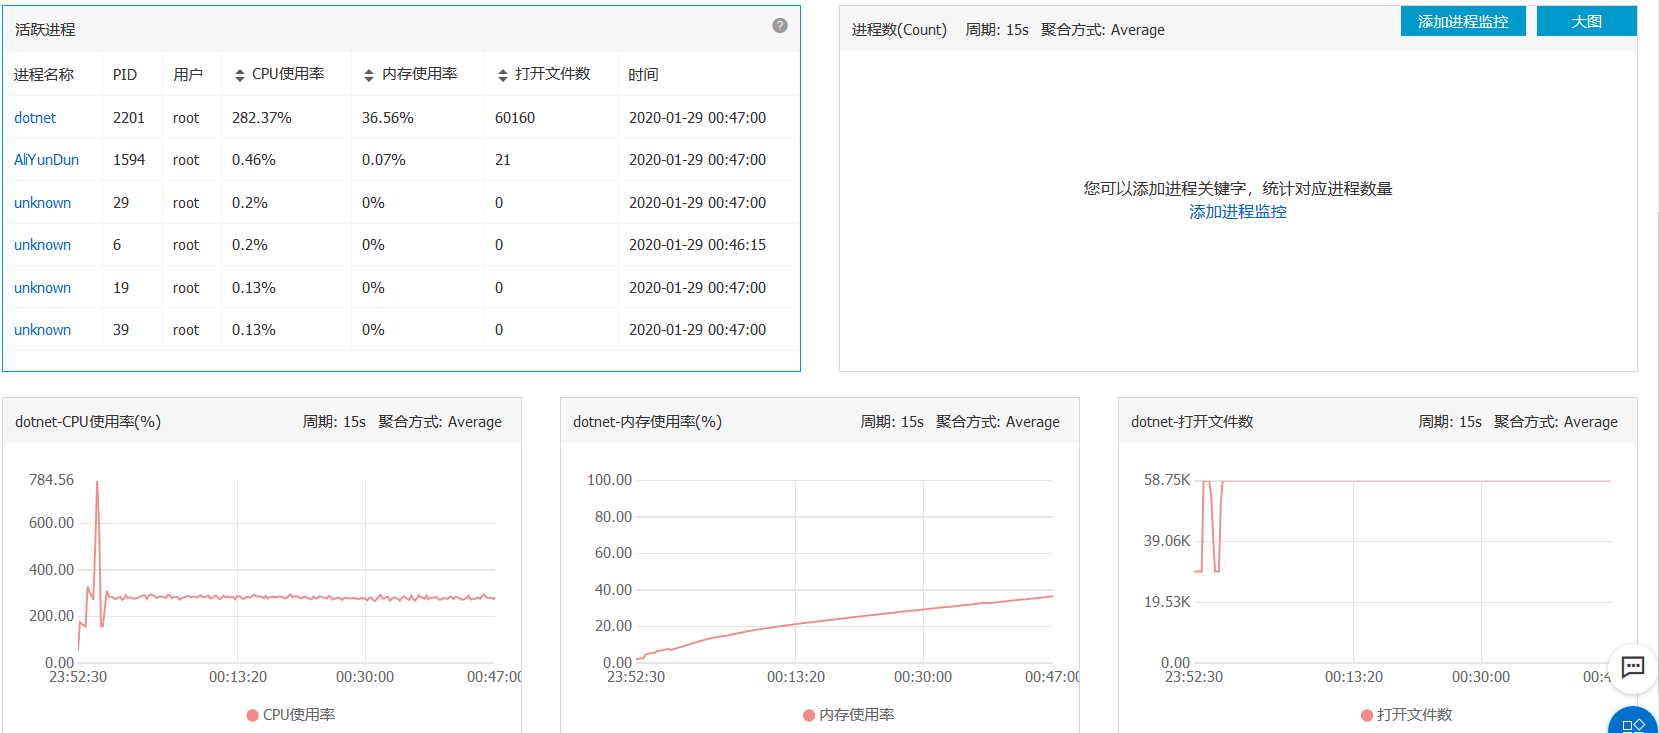 活跃进程
进程名称 PID 用户 CPU使用率 内存使用率 打开文件数 时间
dotnet 2201 root 282.37% 36.56% 60160 2020-01-29 00:47:00
AliYunDun 1594 root 0.46% 0.07% 21 2020-01-29 00:47:00
unknown 29 root 0.2% 0% 0 2020-01-29 00:47:00
unknown 6 root 0.2% 0% 0 2020-01-29 00:46:15
unknown 19 root 0.13% 0% 0 2020-01-29 00:47:00
unknown 39 root 0.13% 0% 0 2020-01-29 00:47:00
进程数(Count) 周期: 15s 聚合方式: Average 添加进程监控 大图
您可以添加进程关键字，统计对应进程数量
添加进程监控
dotnet-CPU使用率(%) 周期: 15s 聚合方式: Average
784.56
600.00
400.00
200.00
0.00
23:52:30 00:13:20 00:30:00 00:47:00
CPU使用率
dotnet-内存使用率(%) 周期: 15s 聚合方式: Average
100.00
80.00
60.00
40.00
20.00
0.00
23:52:30 00:13:20 00:30:00 00:47:00
内存使用率
dotnet-打开文件数 周期: 15s 聚合方式: Average
58.75K
39.06K
19.53K
0.00
23:52:30 00:13:20 00:30:00 00:4
打开文件数